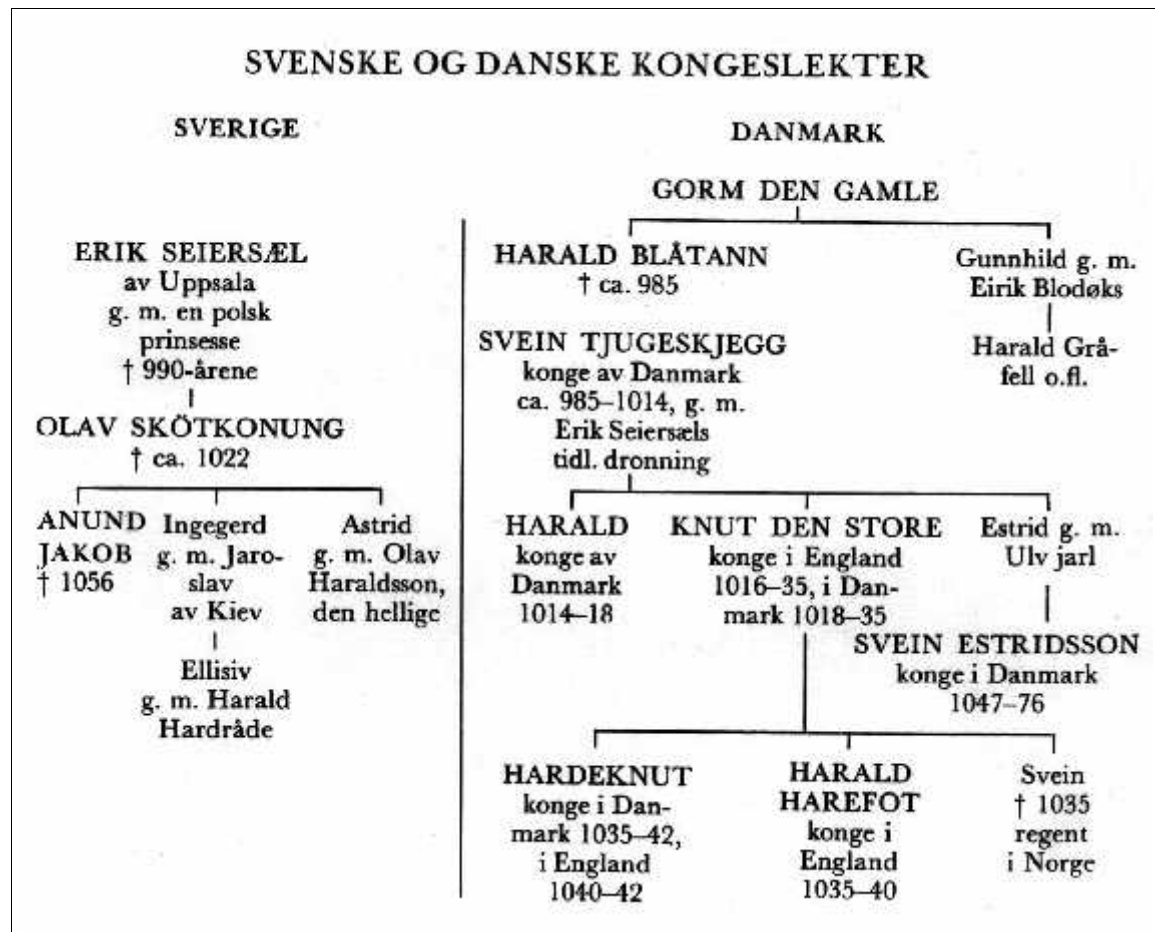 SVENSKE OG DANSKE KONGESLEKTER
SVERIGE
ERIK SEIERSÆL
av Uppsala
g. m. en polsk
prinsesse
† 990-årene
OLAV SKÖTKONUNG
† ca. 1022
ANUND
JAKOB
† 1056
Ingegerd
g. m. Jaro-
slav
av Kiev
Ellisiv
g. m. Harald
Hardråde
Astrid
g. m. Olav
Haraldsson,
den hellige
DANMARK
GORM DEN GAMLE
HARALD BLÅTANN
† ca. 985
Gunnhild g. m.
Eirik Blodøks
Harald Grå-
fell o.fl.
SVEIN TJUGESKJEGG
konge av Danmark
ca. 985–1014, g. m.
Erik Seiersæls
tidl. dronning
HARALD
konge av
Danmark
1014–18
KNUT DEN STORE
konge i England
1016–35, i Dan-
mark 1018–35
Estrid g. m.
Ulv jarl
SVEIN ESTRIDSSON
konge i Danmark
1047–76
HARDEKNUT
konge i Dan-
mark 1035–42,
i England
1040–42
HARALD
HAREFOT
konge i
England
1035–40
Svein
† 1035
regent
i Norge